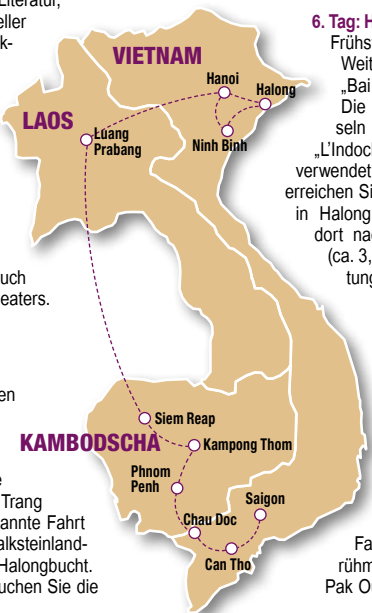 Literatur,
eller
k-
uch
eaters.
en
e
Trang
annte Fahrt
alksteinland-
Halongbucht.
uchen Sie die
VIETNAM
LAOS
KAMBODSCHA
Hanoi
Halong
Ninh Binh
Luang
Prabang
Siem Reap
Kampong Thom
Phnom
Penh
Saigon
Chau Doc
Can Tho
6. Tag: H
Frühs
Weit
„Bai
Die
seln
„L’Indoch
verwendet
erreichen Si
in Halong
dort na
(ca. 3,
tung
Fa
rühm
Pak O